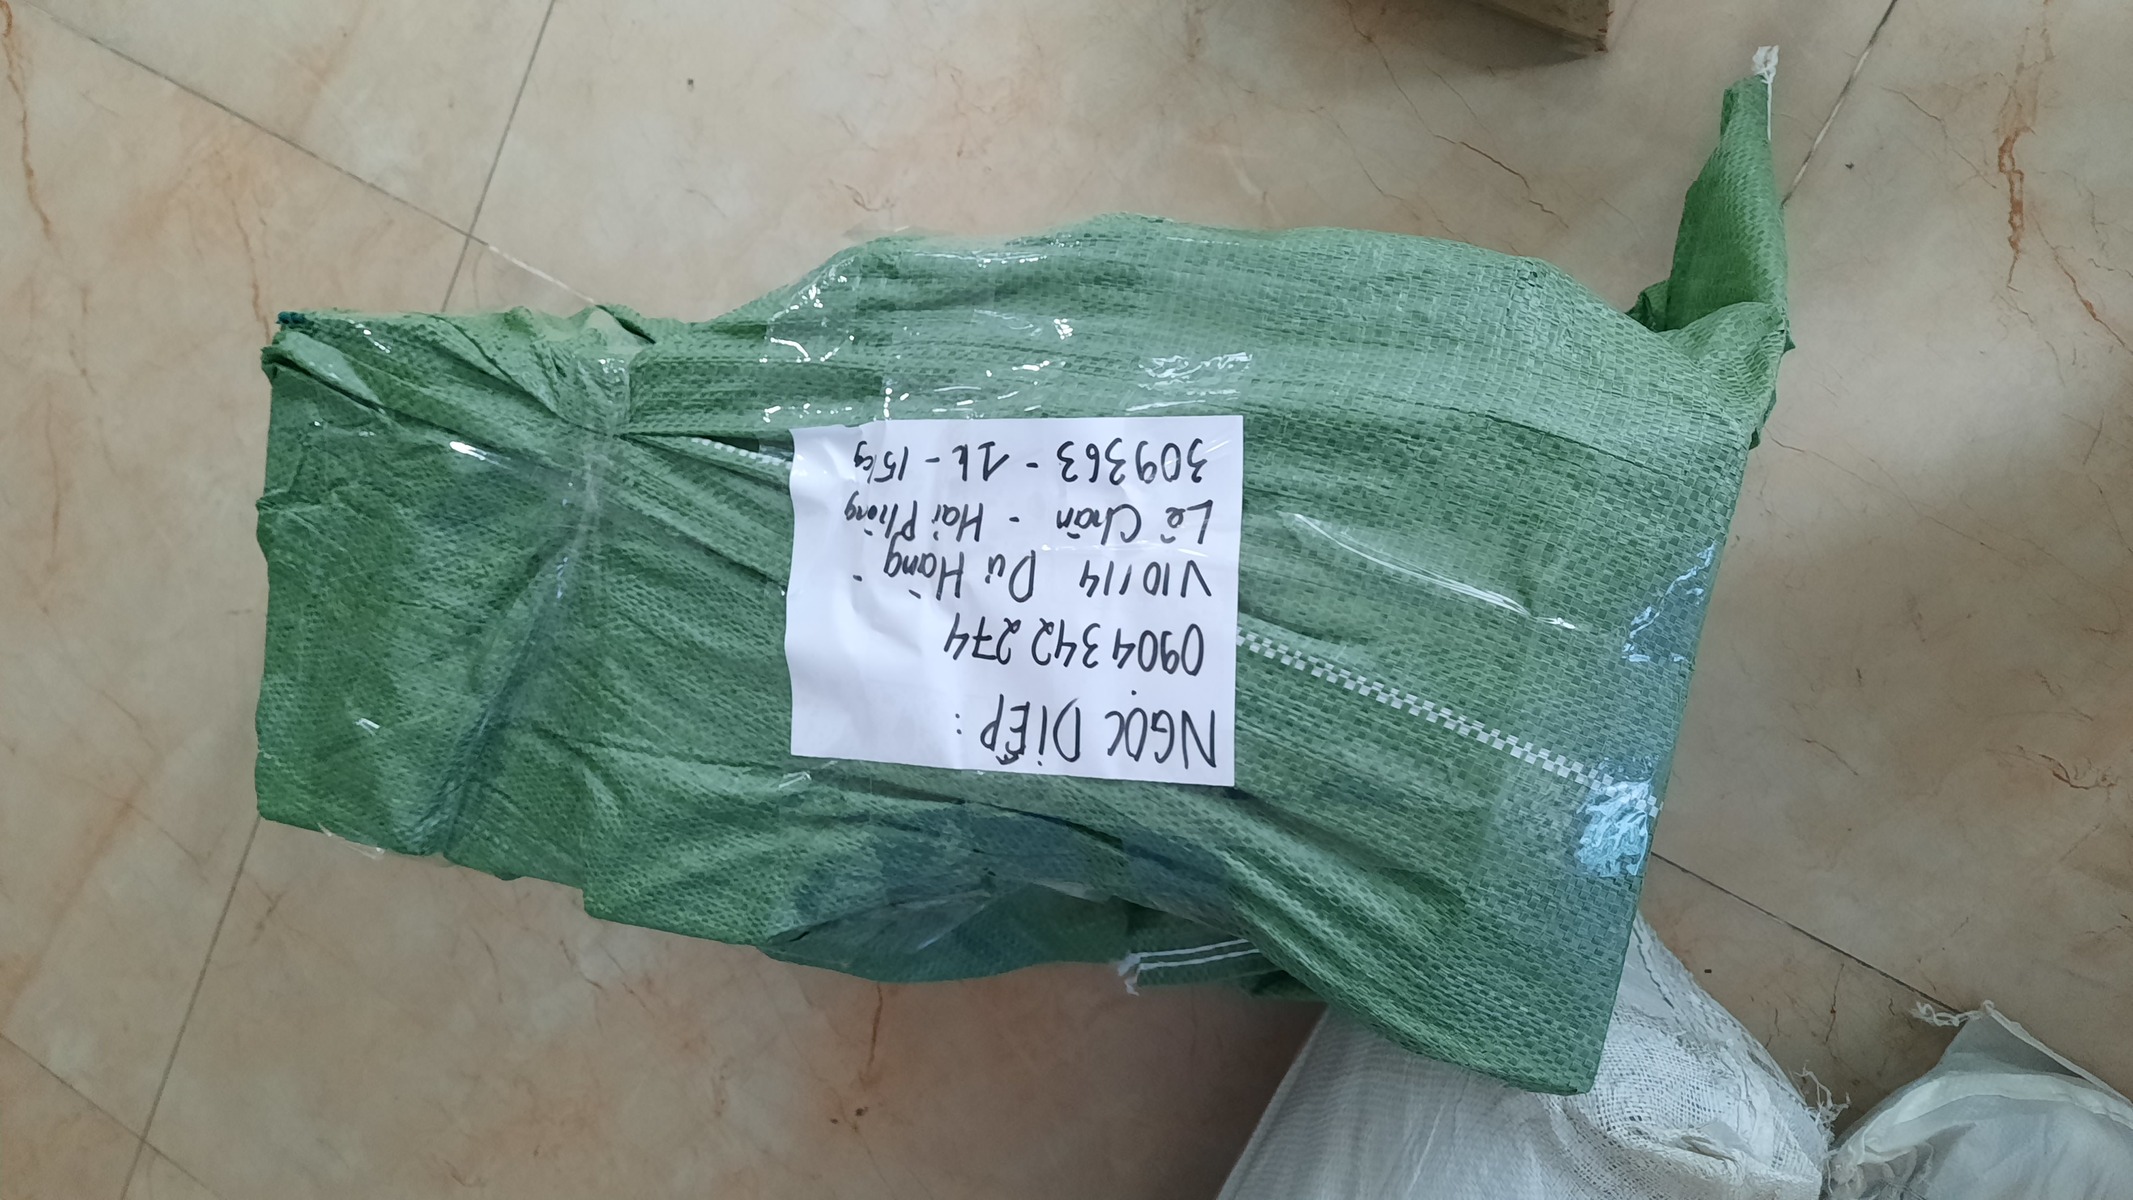 NGỌC DIỆP:
0904 342 274
V10/14 Dư Hàng -
Lê Chân - Hải Phòng
309363 - 1k - 15kg